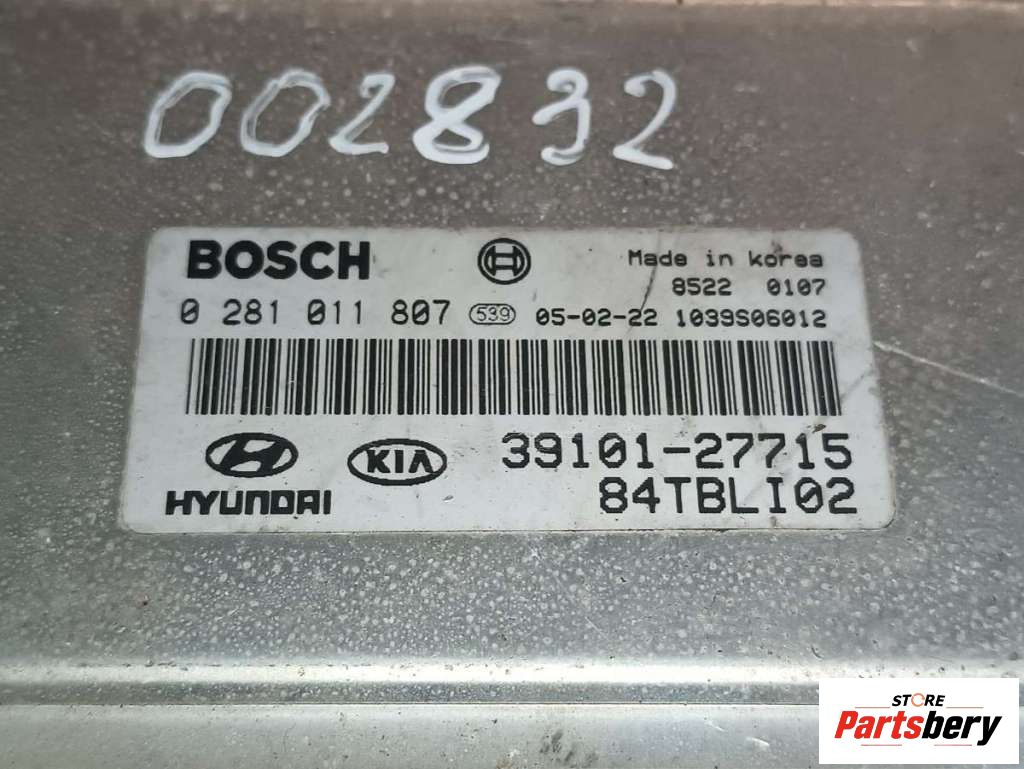 002832
BOSCH
Made in Korea
8522 0107
0 281 011 807 539 05-02-22 1039S06012
39101-27715
HYUNDAI KIA
84TBLI02
STORE
Partsbery